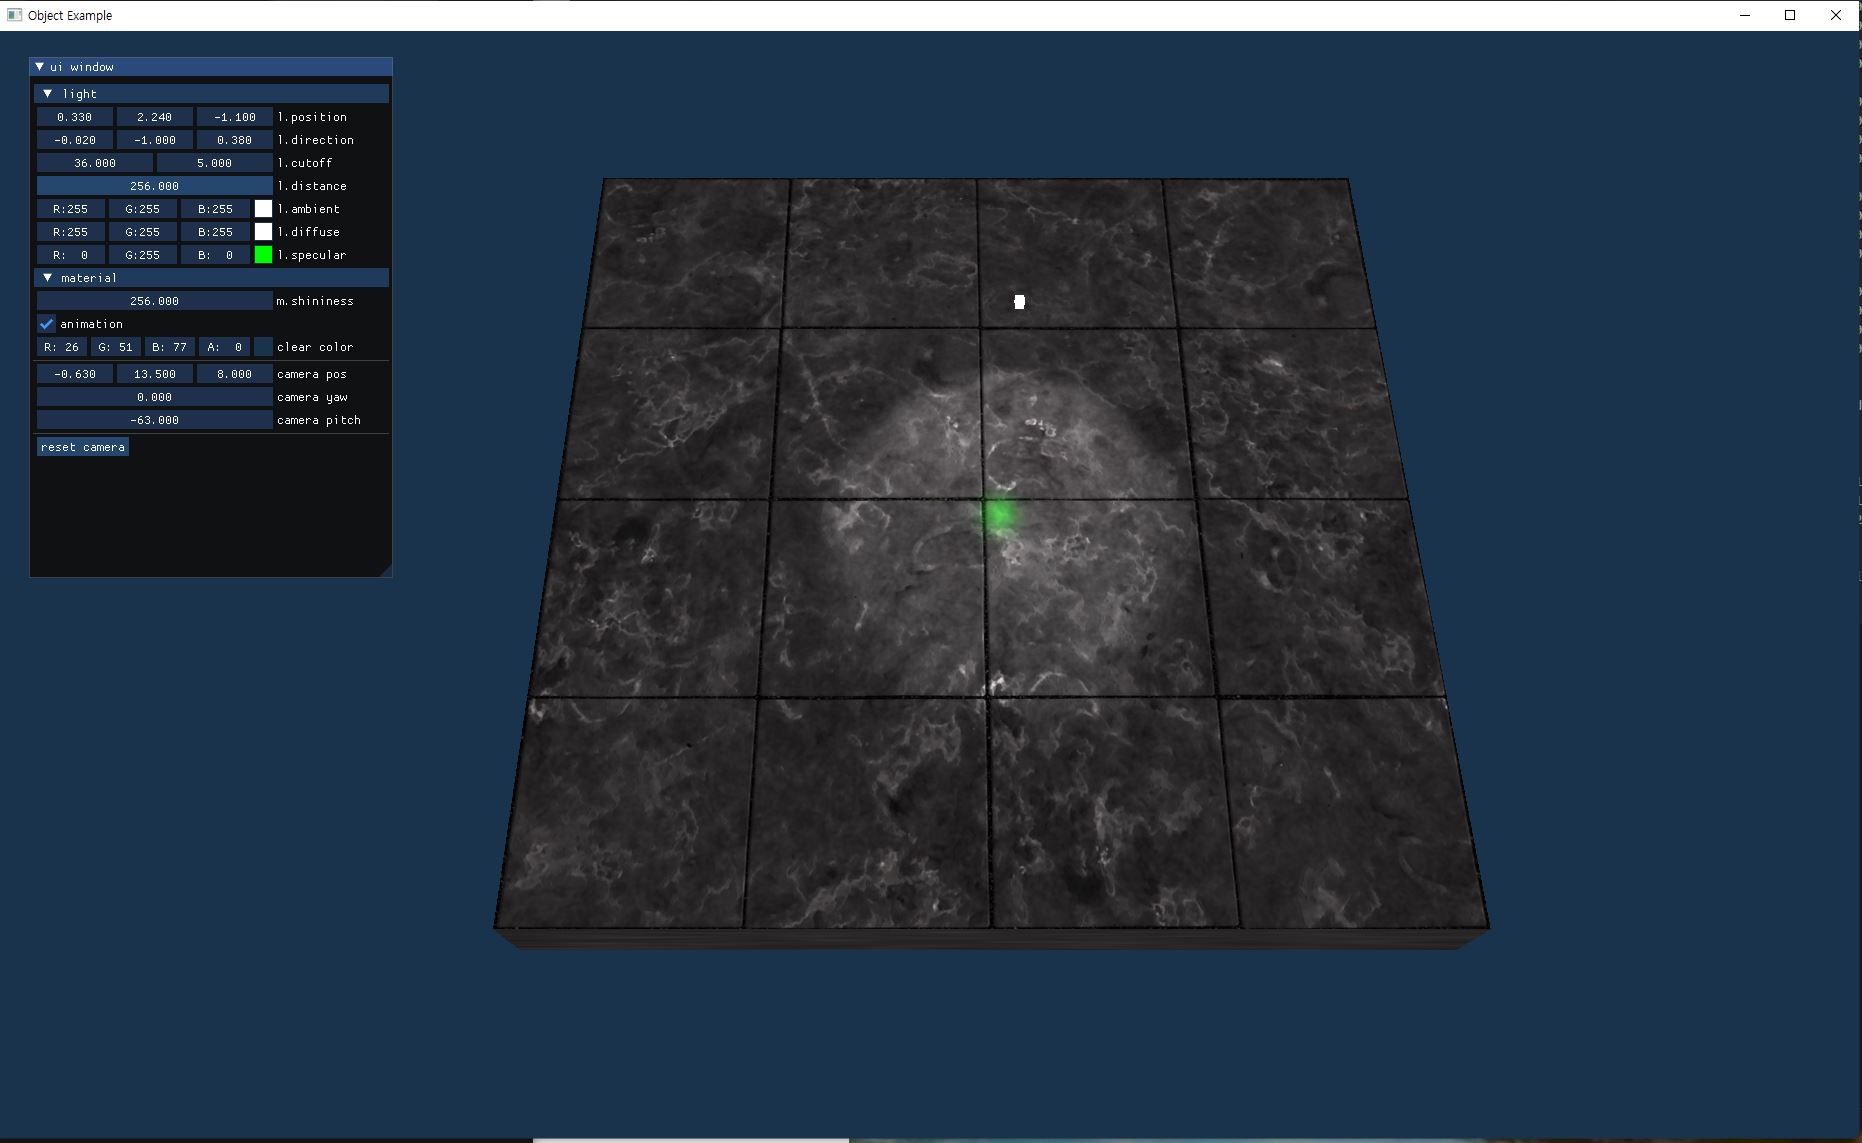 Object Example
ui window
light
0.330 2.240 -1.100 l.position
-0.020 -1.000 0.380 l.direction
36.000 5.000 l.cutoff
256.000 l.distance
R:255 G:255 B:255 l.ambient
R:255 G:255 B:255 l.diffuse
R: 0 G:255 B: 0 l.specular
material
256.000 m.shininess
animation
R: 26 G: 51 B: 77 A: 0 clear color
-0.630 13.500 8.000 camera pos
0.000 camera yaw
-63.000 camera pitch
reset camera